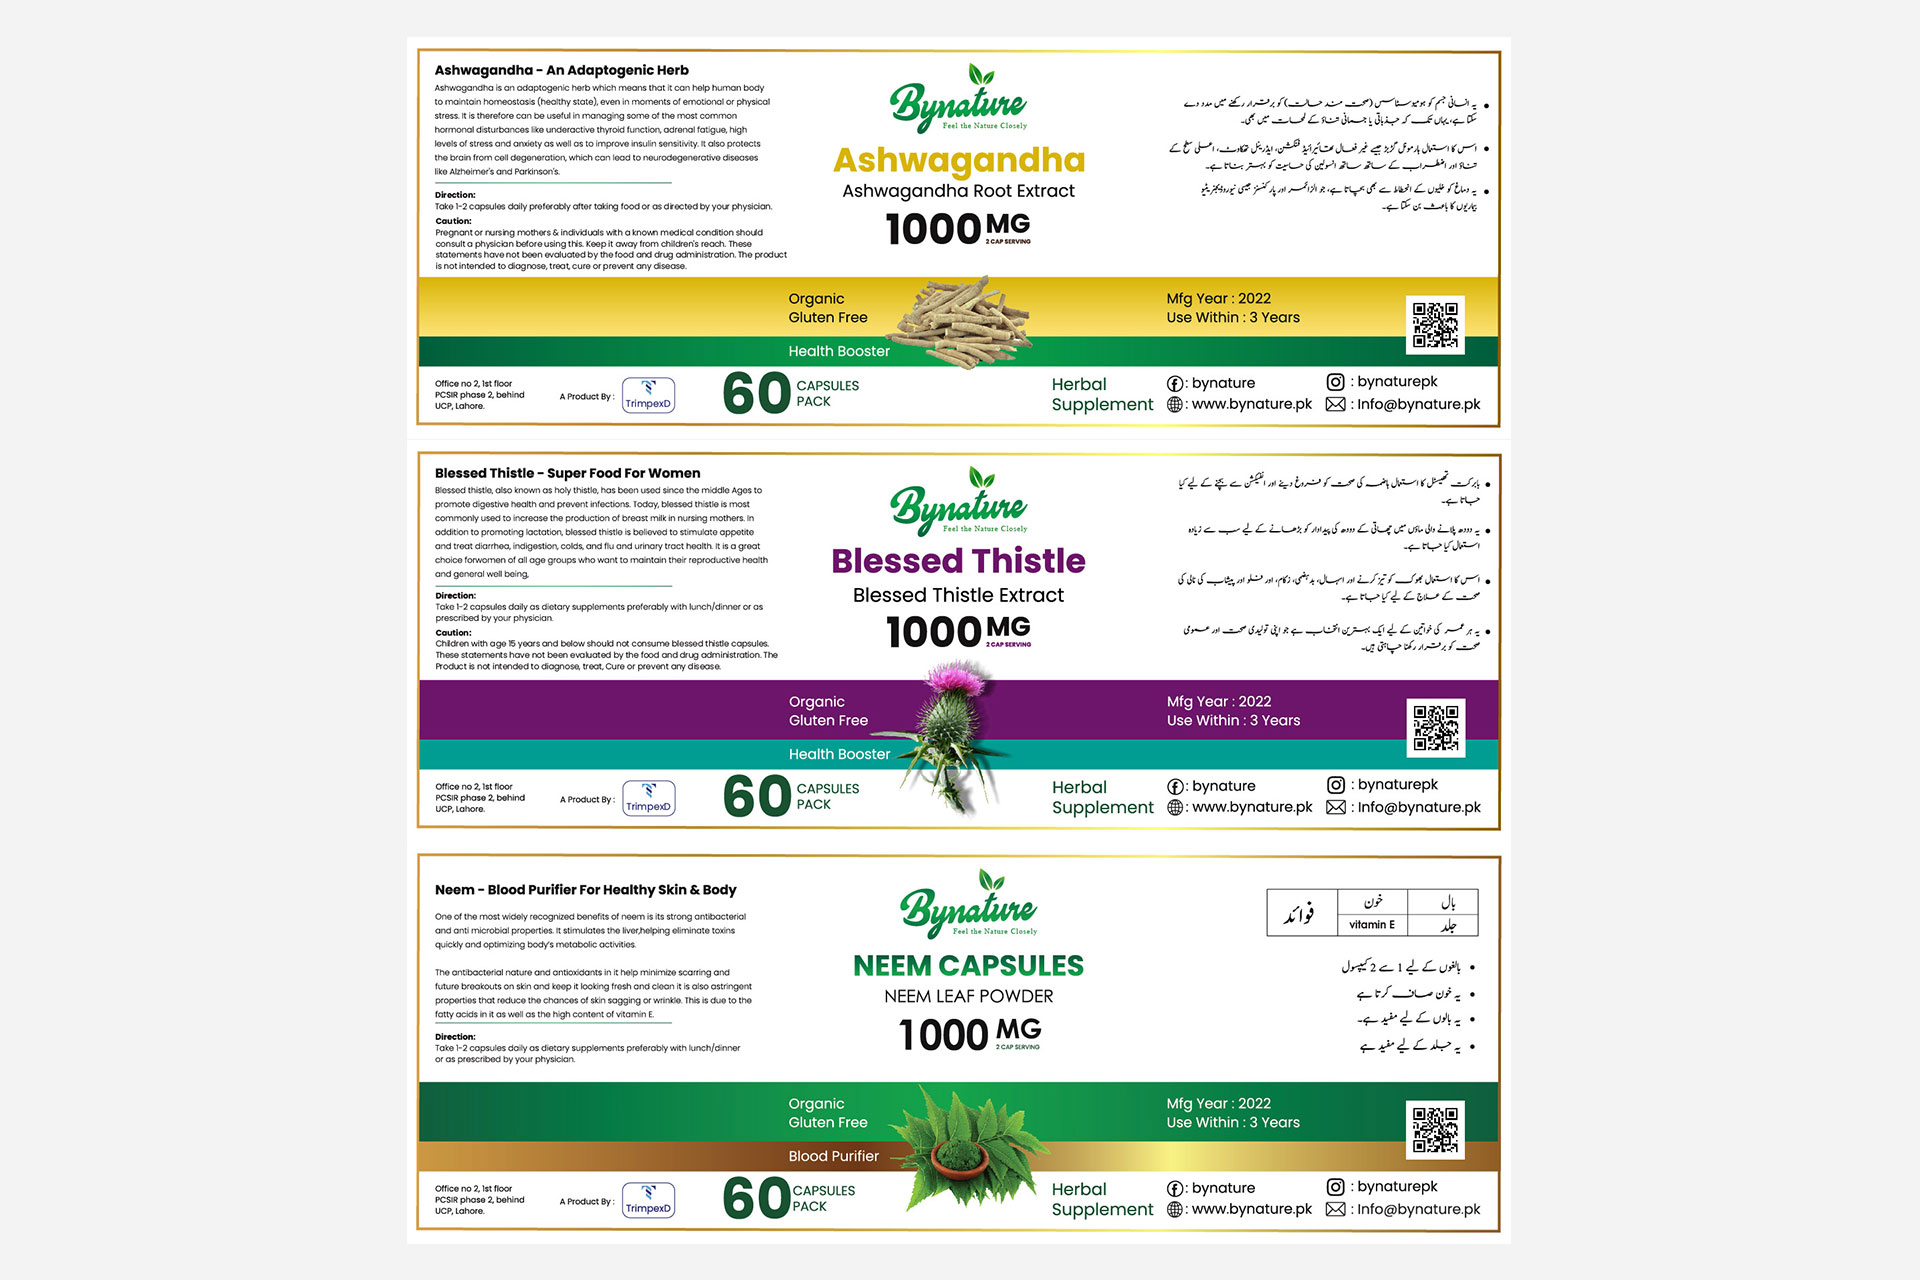 Ashwagandha - An Adaptogenic Herb
Ashwagandha is an adaptogenic herb which means that it can help human body
to maintain homeostasis (healthy state), even in moments of emotional or physical
stress. It is therefore can be useful in managing some of the most common
hormonal disturbances like underactive thyroid function, adrenal fatigue, high
levels of stress and anxiety as well as to improve insulin sensitivity. It also protects
the brain from cell degeneration, which can lead to neurodegenerative diseases
like Alzheimer's and Parkinson's.
Direction:
Take 1-2 capsules daily preferably after taking food or as directed by your physician.
Caution:
Pregnant or nursing mothers & individuals with a known medical condition should
consult a physician before using this. Keep it away from children's reach. These
statements have not been evaluated by the food and drug administration. The product
is not intended to diagnose, treat, cure or prevent any disease.
Bynature
Feel the Nature Closely
Ashwagandha
Ashwagandha Root Extract
1000 MG
2 CAP SERVING
یہ انسانی جسم کو ہومیوسٹاسس (صحت مند حالت) کو برقرار رکھنے میں مدد دے
سکتا ہے، یہاں تک کہ جذباتی یا جسمانی تناؤ کے لمحات میں بھی۔
اس کا استعمال ہارمونل گڑبڑ جیسے غیر فعال تھائیرائیڈ فنکشن، ایڈرینل تھکاوٹ، اعلی سطح کے
تناؤ اور اضطراب کے ساتھ ساتھ انسولین کی حساسیت کو بہتر بناتا ہے۔
یہ دماغ کو خلیوں کے انحطاط سے بھی بچاتا ہے، جو الزائمر اور پارکنسنز جیسی نیوروڈیجنریٹیو
بیماریوں کا باعث بن سکتا ہے۔
Organic
Gluten Free
Health Booster
Mfg Year : 2022
Use Within : 3 Years
Office no 2, 1st floor
PCSIR phase 2, behind
UCP, Lahore.
A Product By :
TrimpexD
60 CAPSULES
PACK
Herbal
Supplement
: bynature
: www.bynature.pk
: bynaturepk
: Info@bynature.pk
Blessed Thistle - Super Food For Women
Blessed thistle, also known as holy thistle, has been used since the middle Ages to
promote digestive health and prevent infections. Today, blessed thistle is most
commonly used to increase the production of breast milk in nursing mothers. In
addition to promoting lactation, blessed thistle is believed to stimulate appetite
and treat diarrhea, indigestion, colds, and flu and urinary tract health. It is a great
choice forwomen of all age groups who want to maintain their reproductive health
and general well being,
Direction:
Take 1-2 capsules daily as dietary supplements preferably with lunch/dinner or as
prescribed by your physician.
Caution:
Children with age 15 years and below should not consume blessed thistle capsules.
These statements have not been evaluated by the food and drug administration. The
Product is not intended to diagnose, treat, Cure or prevent any disease.
Bynature
Feel the Nature Closely
Blessed Thistle
Blessed Thistle Extract
1000 MG
2 CAP SERVING
بابرکت تھیسٹل کا استعمال ہاضمہ کی صحت کو فروغ دینے اور انفیکشن سے بچنے کے لیے کیا
جاتا ہے۔
یہ دودھ پلانے والی ماؤں میں چھاتی کے دودھ کی پیداوار کو بڑھانے کے لیے سب سے زیادہ
استعمال کیا جاتا ہے۔
اس کا استعمال بھوک کو تیز کرنے اور اسہال، بدہضمی، زکام، اور فلو اور پیشاب کی نالی کی
صحت کے علاج کے لیے کیا جاتا ہے۔
یہ ہر عمر کی خواتین کے لیے ایک بہترین انتخاب ہے جو اپنی تولیدی صحت اور عمومی
صحت کو برقرار رکھنا چاہتی ہیں۔
Organic
Gluten Free
Health Booster
Mfg Year : 2022
Use Within : 3 Years
Office no 2, 1st floor
PCSIR phase 2, behind
UCP, Lahore.
A Product By :
TrimpexD
60 CAPSULES
PACK
Herbal
Supplement
: bynature
: www.bynature.pk
: bynaturepk
: Info@bynature.pk
Neem - Blood Purifier For Healthy Skin & Body
One of the most widely recognized benefits of neem is its strong antibacterial
and anti microbial properties. It stimulates the liver,helping eliminate toxins
quickly and optimizing body's metabolic activities.
The antibacterial nature and antioxidants in it help minimize scarring and
future breakouts on skin and keep it looking fresh and clean it is also astringent
properties that reduce the chances of skin sagging or wrinkle. This is due to the
fatty acids in it as well as the high content of vitamin E.
Direction:
Take 1-2 capsules daily as dietary supplements preferably with lunch/dinner
or as prescribed by your physician.
Bynature
Feel the Nature Closely
NEEM CAPSULES
NEEM LEAF POWDER
1000 MG
2 CAP SERVING
بال خون فوائد
جلد vitamin E
بالغوں کے لیے 1 سے 2 کیپسول
یہ خون صاف کرتا ہے
یہ بالوں کے لیے مفید ہے۔
یہ جلد کے لیے مفید ہے
Organic
Gluten Free
Blood Purifier
Mfg Year : 2022
Use Within : 3 Years
Office no 2, 1st floor
PCSIR phase 2, behind
UCP, Lahore.
A Product By :
TrimpexD
60 CAPSULES
PACK
Herbal
Supplement
: bynature
: www.bynature.pk
: bynaturepk
: Info@bynature.pk